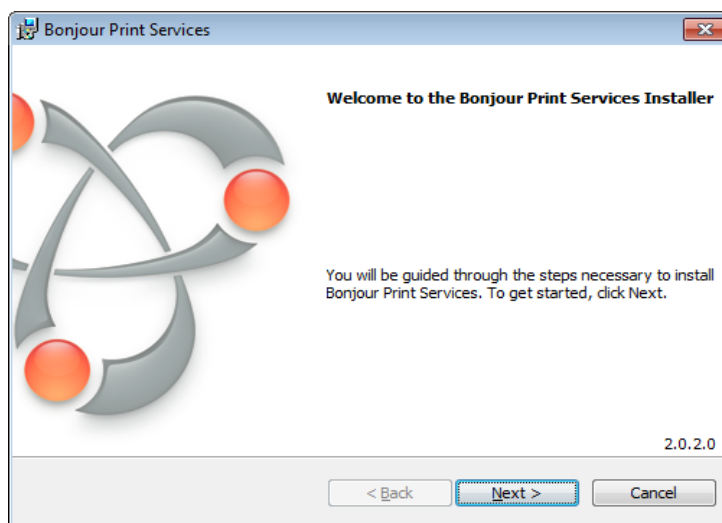 Bonjour Print Services
Welcome to the Bonjour Print Services Installer
You will be guided through the steps necessary to install
Bonjour Print Services. To get started, click Next.
2.0.2.0
< Back
Next >
Cancel